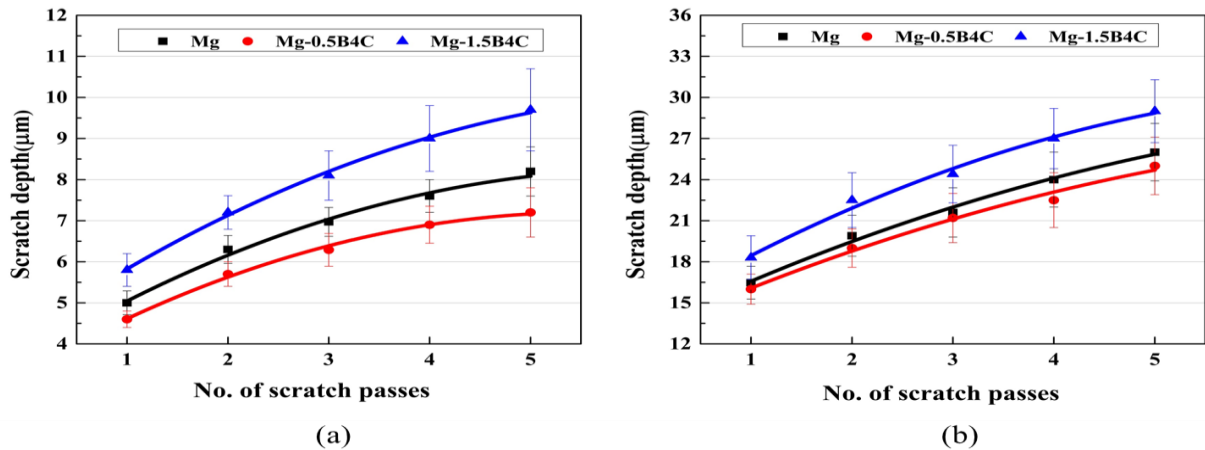 12
11
10
9
8
7
6
5
4
Scratch depth(μm)
Mg Mg-0.5B4C Mg-1.5B4C
1 2 3 4 5
No. of scratch passes
(a)
36
33
30
27
24
21
18
15
12
Scratch depth(μm)
Mg Mg-0.5B4C Mg-1.5B4C
1 2 3 4 5
No. of scratch passes
(b)